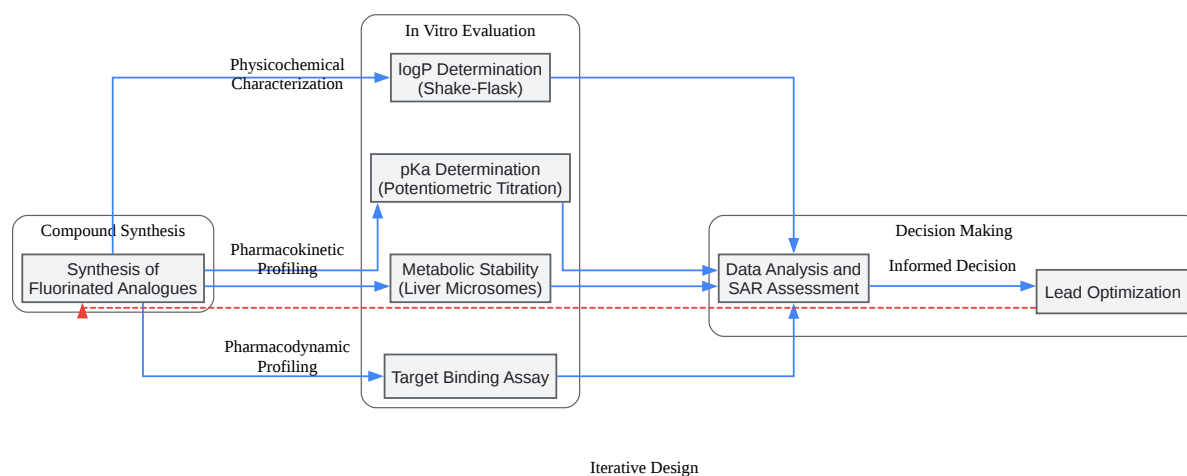 In Vitro Evaluation
Physicochemical
Characterization
logP Determination
(Shake-Flask)
pKa Determination
(Potentiometric Titration)
Compound Synthesis
Synthesis of
Fluorinated Analogues
Pharmacokinetic
Profiling
Metabolic Stability
(Liver Microsomes)
Decision Making
Data Analysis and
SAR Assessment
Informed Decision
Lead Optimization
Pharmacodynamic
Profiling
Target Binding Assay
Iterative Design